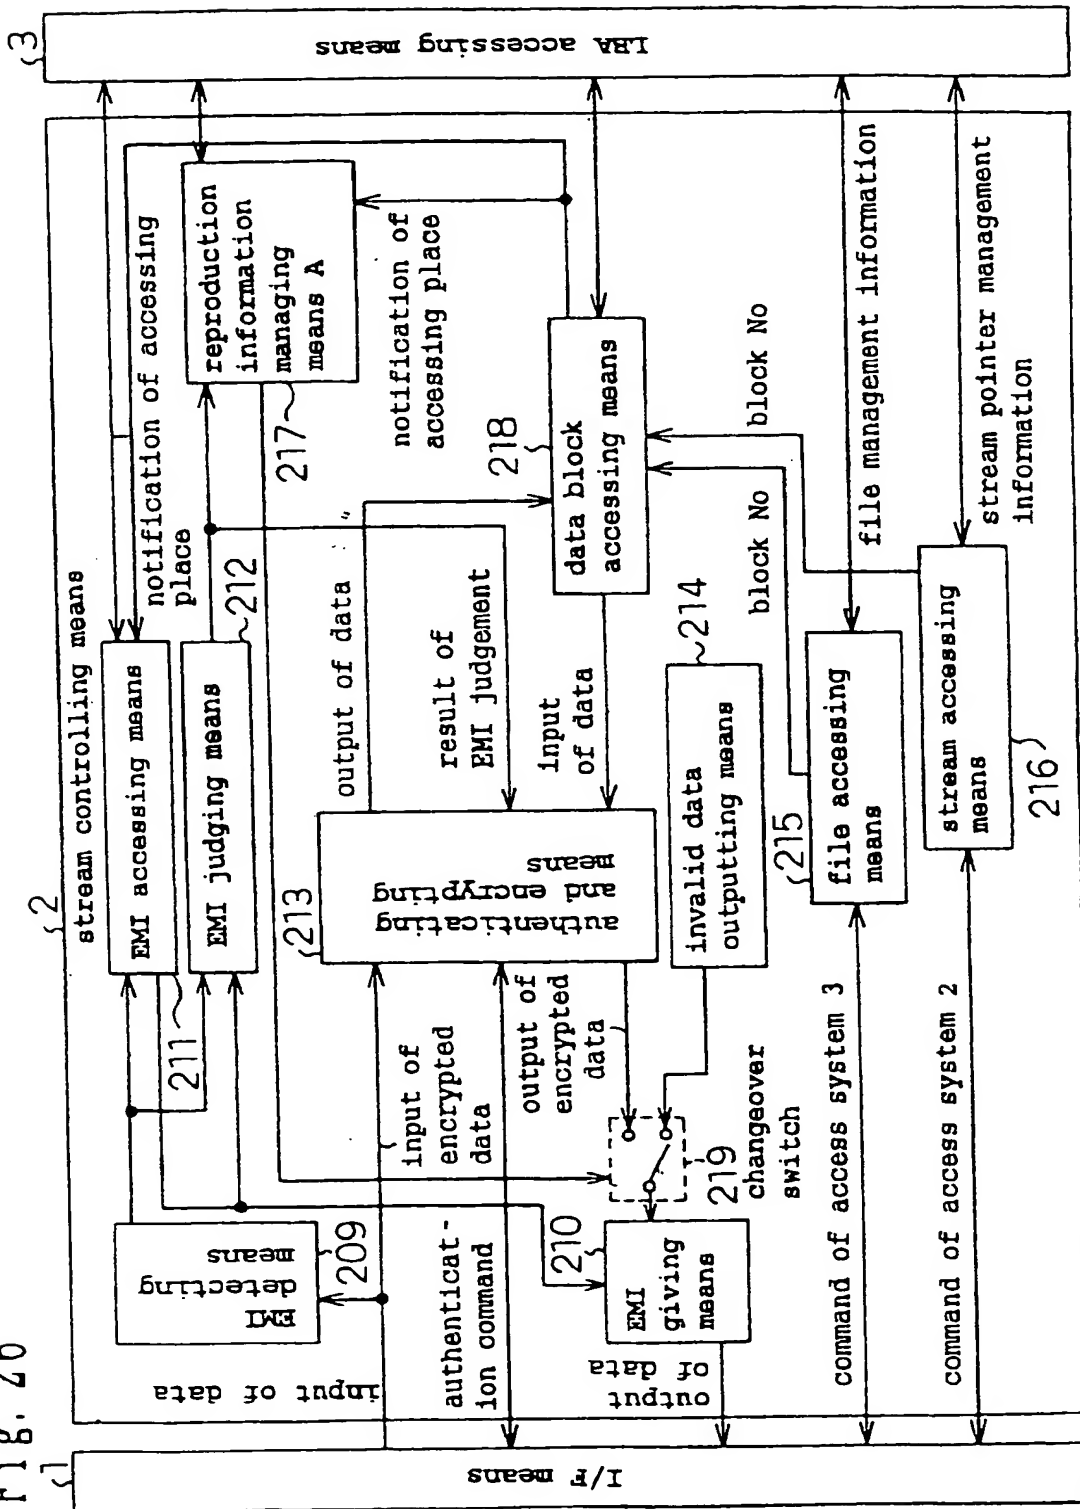 Fig. 26
1
I/F means
2
stream controlling means
3
LBA accessing means
input of data
EMI
detecting
means
209
211
EMI accessing means
EMI judging means
212
notification of accessing
place
reproduction
information
managing
means A
217
notification of
accessing place
authenticat-
ion command
input of
encrypted
data
213
authenticating
and encrypting
means
output of data
result of
EMI judgement
input
of data
218
data block
accessing means
output of
encrypted
data
output
of data
210
EMI
giving
means
219
changeover
switch
invalid data
outputting means
214
block No
block No
215
file accessing
means
file management information
command of access system 3
stream accessing
means
216
stream pointer management
information
command of access system 2